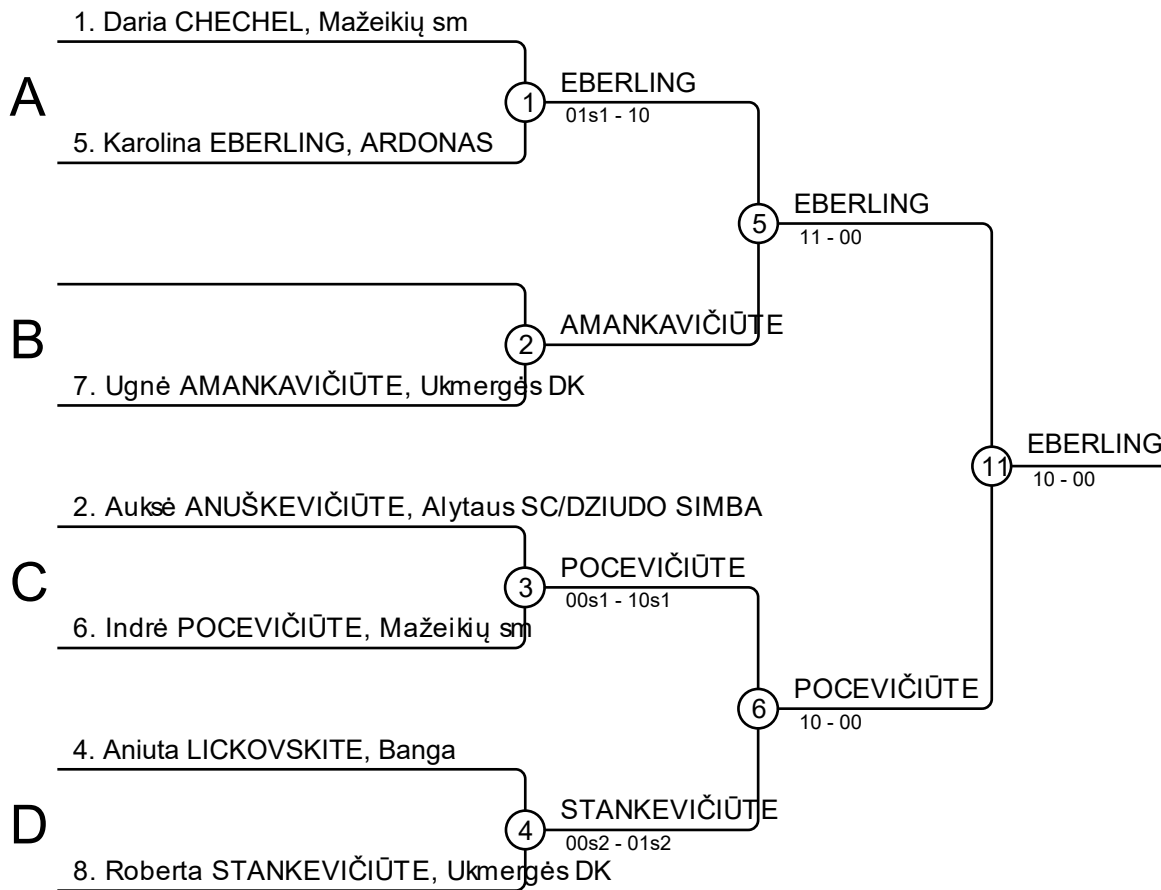 1. Daria CHECHEL, Mažeikių sm
A
1
EBERLING
01s1 - 10
5. Karolina EBERLING, ARDONAS
5
EBERLING
11 - 00
B
2
AMANKAVIČIŪTE
7. Ugnė AMANKAVIČIŪTE, Ukmergės DK
11
EBERLING
10 - 00
2. Auksė ANUŠKEVIČIŪTE, Alytaus SC/DZIUDO SIMBA
C
3
POCEVIČIŪTE
00s1 - 10s1
6. Indrė POCEVIČIŪTE, Mažeikių sm
6
POCEVIČIŪTE
10 - 00
4. Aniuta LICKOVSKITE, Banga
D
4
STANKEVIČIŪTE
00s2 - 01s2
8. Roberta STANKEVIČIŪTE, Ukmergės DK